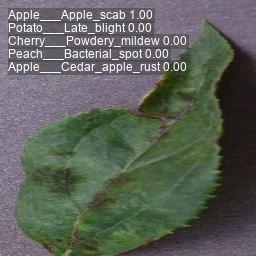 Apple___Apple_scab 1.00
Potato___Late_blight 0.00
Cherry___Powdery_mildew 0.00
Peach___Bacterial_spot 0.00
Apple___Cedar_apple_rust 0.00